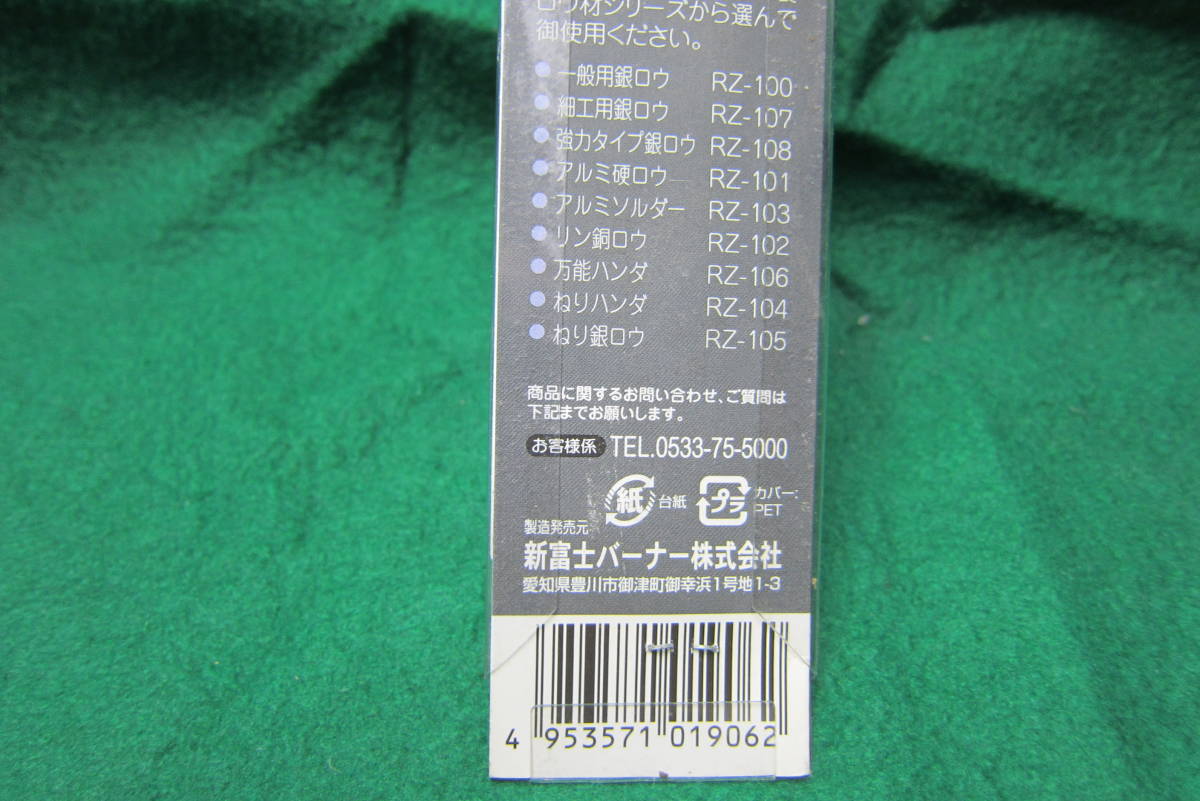 ロウ材シリーズから選んで
御使用ください。
一般用銀ロウ RZ-100
細工用銀ロウ RZ-107
強力タイプ銀ロウ RZ-108
アルミ硬ロウ RZ-101
アルミソルダー RZ-103
リン銅ロウ RZ-102
万能ハンダ RZ-106
ねりハンダ RZ-104
ねり銀ロウ RZ-105
商品に関するお問い合わせ、ご質問は
下記までお願いします。
お客様係 TEL.0533-75-5000
紙 台紙 プラ カバー:
PET
製造発売元
新富士バーナー株式会社
愛知県豊川市御津町御幸浜1号地1-3
4 953571 019062